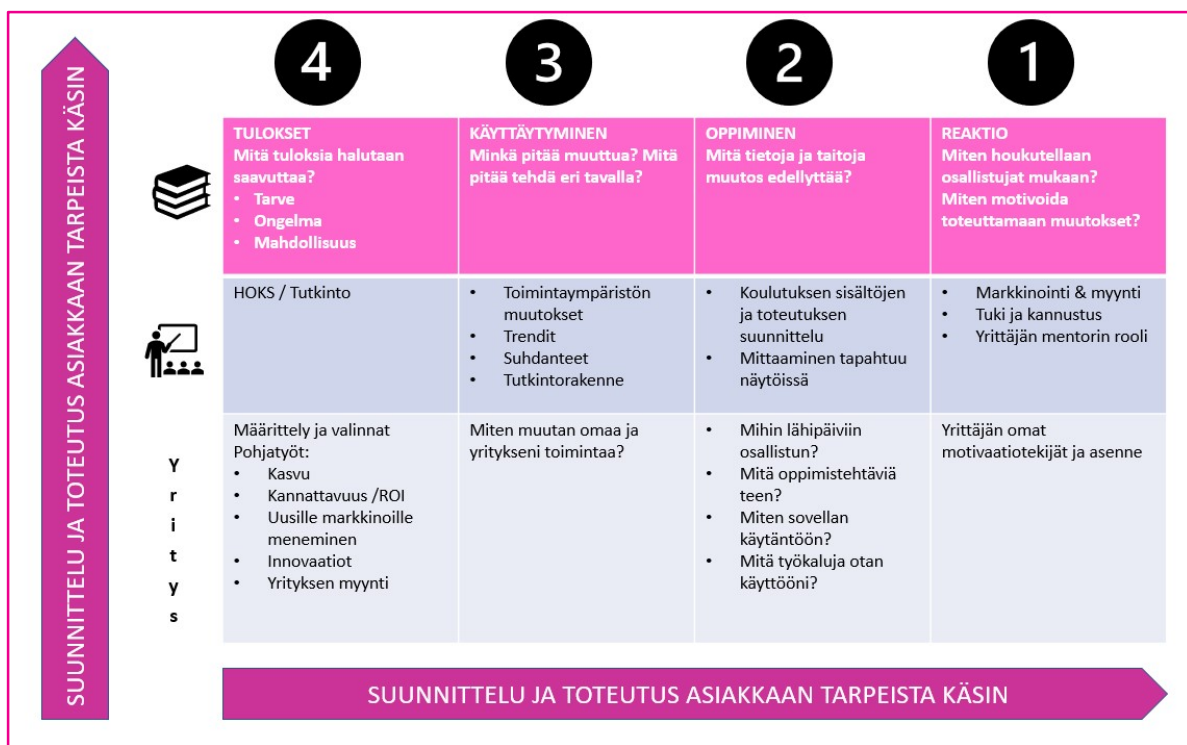 SUUNNITTELU JA TOTEUTUS ASIAKKAAN TARPEISTA KÄSIN
4
3
2
1
TULOKSET
Mitä tuloksia halutaan
saavuttaa?
• Tarve
• Ongelma
• Mahdollisuus
KÄYTTÄYTYMINEN
Minkä pitää muuttua? Mitä
pitää tehdä eri tavalla?
OPPIMINEN
Mitä tietoja ja taitoja
muutos edellyttää?
REAKTIO
Miten houkutellaan
osallistujat mukaan?
Miten motivoida
toteuttamaan muutokset?
HOKS / Tutkinto
• Toimintaympäristön
muutokset
• Trendit
• Suhdanteet
• Tutkintorakenne
• Koulutuksen sisältöjen
ja toteutuksen
suunnittelu
• Mittaaminen tapahtuu
näytöissä
• Markkinointi & myynti
• Tuki ja kannustus
• Yrittäjän mentorin rooli
Yritys
Määrittely ja valinnat
Pohjatyöt:
• Kasvu
• Kannattavuus /ROI
• Uusille markkinoille
meneminen
• Innovaatiot
• Yrityksen myynti
Miten muutan omaa ja
yritykseni toimintaa?
• Mihin lähipäiviin
osallistun?
• Mitä oppimistehtäviä
teen?
• Miten sovellan
käytäntöön?
• Mitä työkaluja otan
käyttööni?
Yrittäjän omat
motivaatiotekijät ja asenne
SUUNNITTELU JA TOTEUTUS ASIAKKAAN TARPEISTA KÄSIN